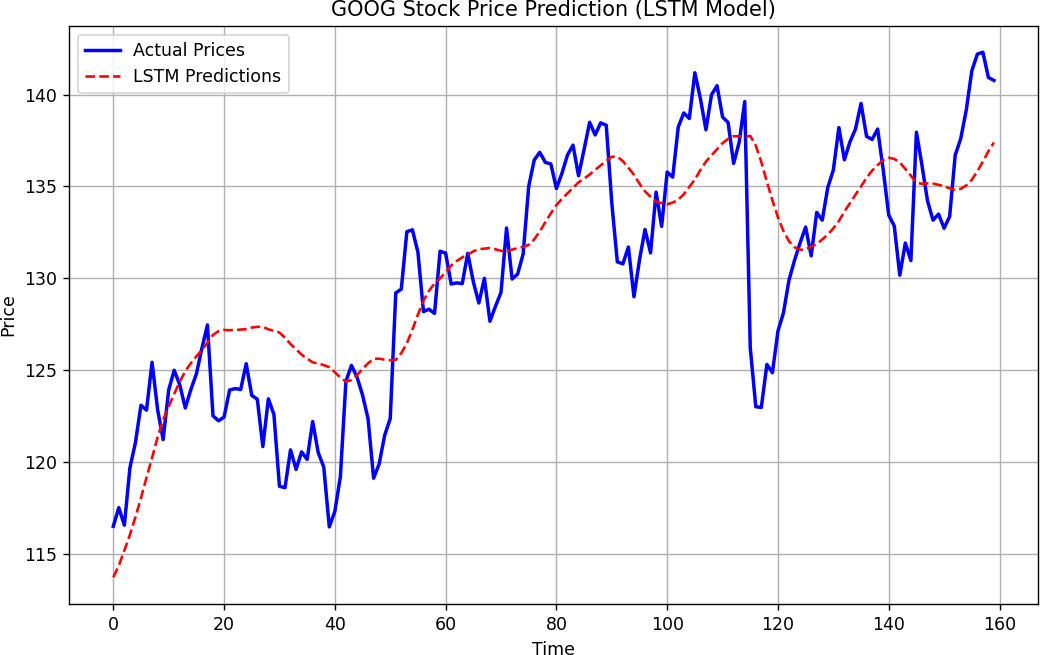 GOOG Stock Price Prediction (LSTM Model)
Actual Prices
LSTM Predictions
Price
140
135
130
125
120
115
0 20 40 60 80 100 120 140 160
Time